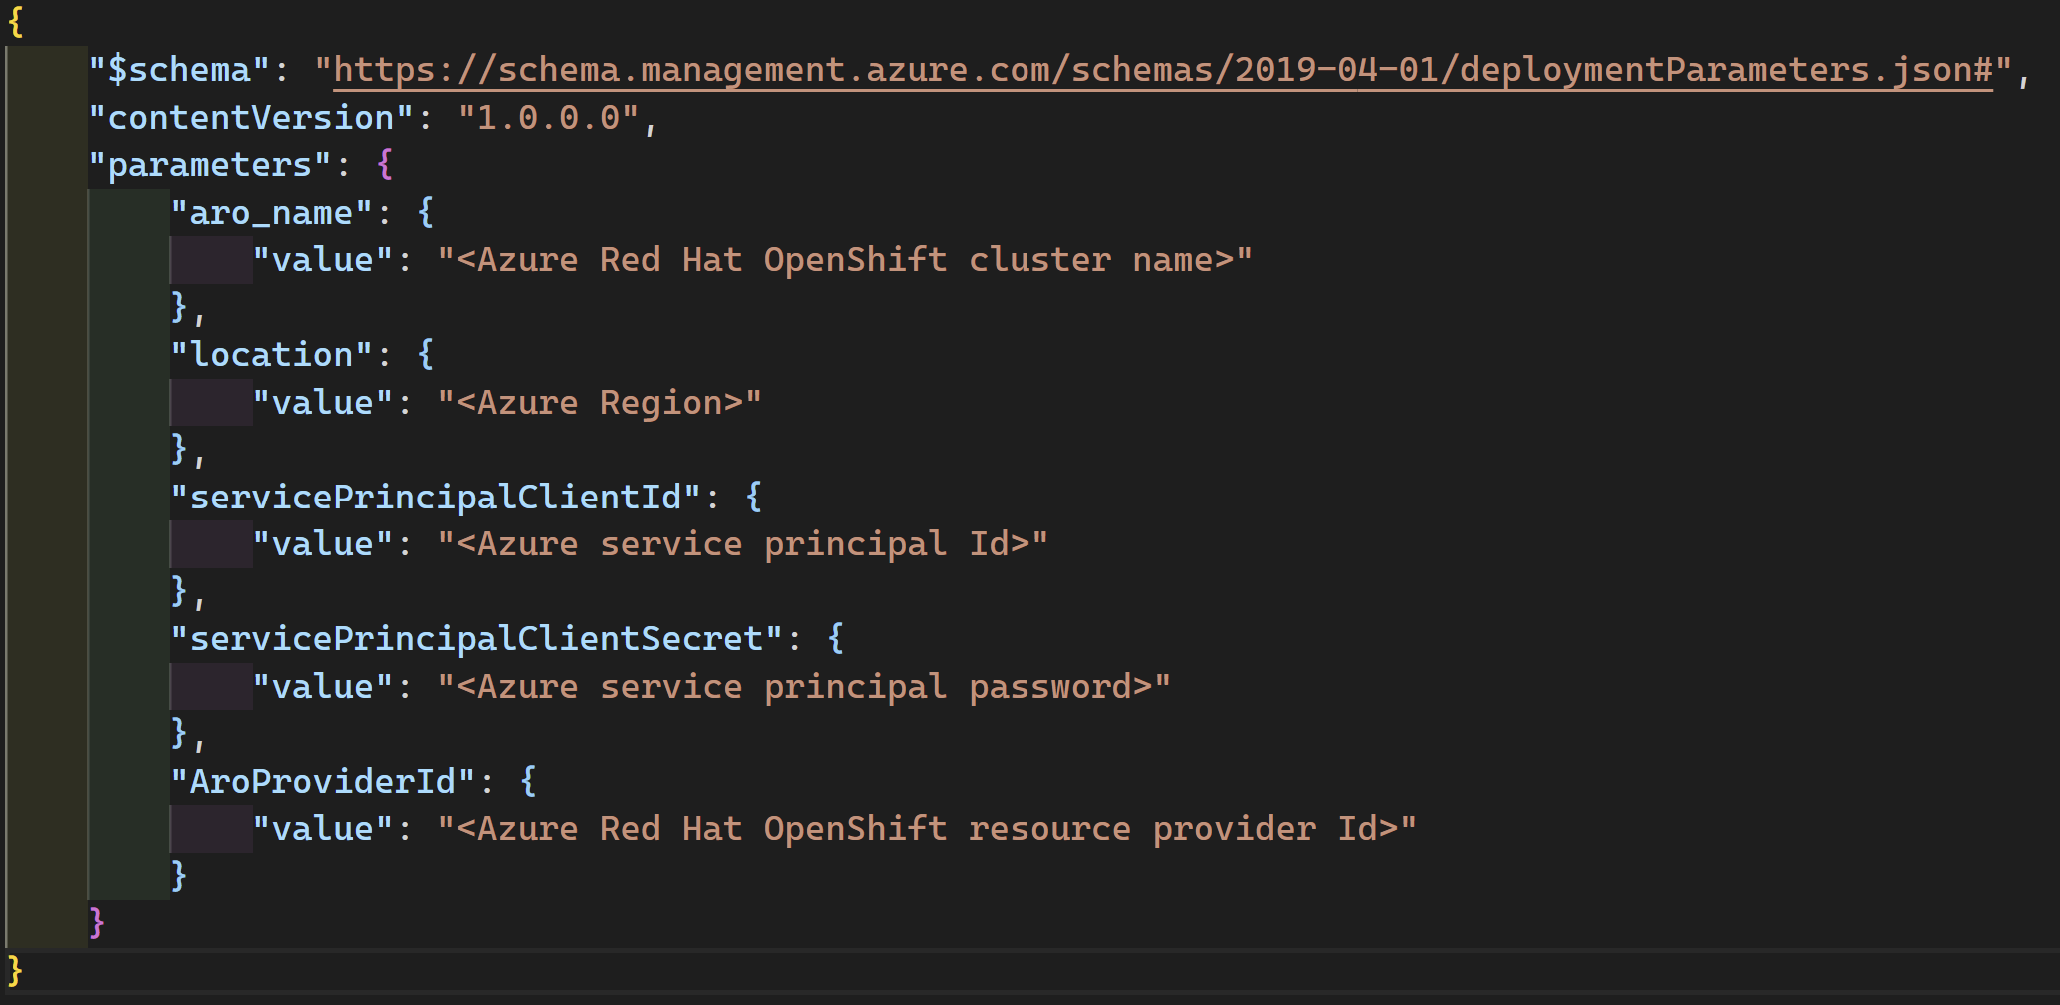 {
    "$schema": "https://schema.management.azure.com/schemas/2019-04-01/deploymentParameters.json#",
    "contentVersion": "1.0.0.0",
    "parameters": {
        "aro_name": {
            "value": "<Azure Red Hat OpenShift cluster name>"
        },
        "location": {
            "value": "<Azure Region>"
        },
        "servicePrincipalClientId": {
            "value": "<Azure service principal Id>"
        },
        "servicePrincipalClientSecret": {
            "value": "<Azure service principal password>"
        },
        "AroProviderId": {
            "value": "<Azure Red Hat OpenShift resource provider Id>"
        }
    }
}